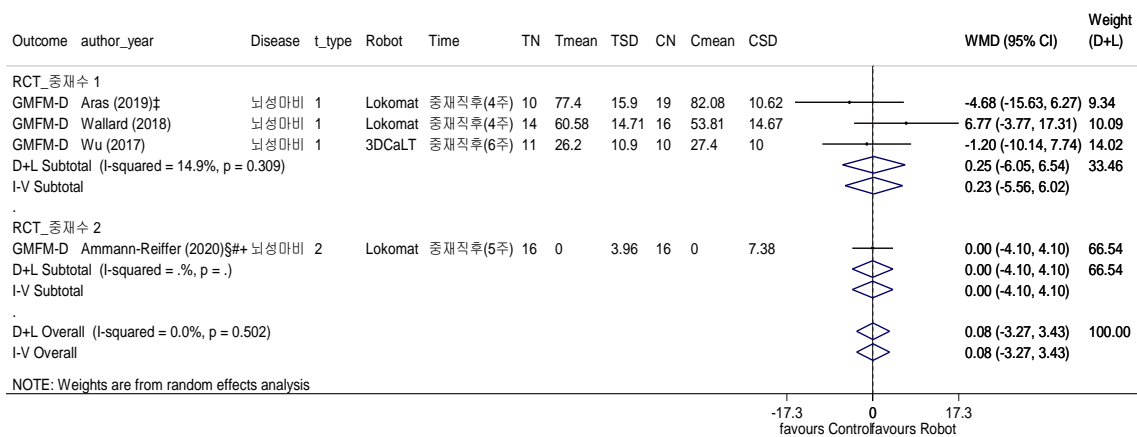 Weight
Outcome author_year Disease t_type Robot Time TN Tmean TSD CN Cmean CSD WMD (95% CI) (D+L)
RCT_중재수 1
GMFM-D Aras (2019)‡ 뇌성마비 1 Lokomat 중재직후(4주) 10 77.4 15.9 19 82.08 10.62 -4.68 (-15.63, 6.27) 9.34
GMFM-D Wallard (2018) 뇌성마비 1 Lokomat 중재직후(4주) 14 60.58 14.71 16 53.81 14.67 6.77 (-3.77, 17.31) 10.09
GMFM-D Wu (2017) 뇌성마비 1 3DCaLT 중재직후(6주) 11 26.2 10.9 10 27.4 10 -1.20 (-10.14, 7.74) 14.02
D+L Subtotal (I-squared = 14.9%, p = 0.309) 0.25 (-6.05, 6.54) 33.46
I-V Subtotal 0.23 (-5.56, 6.02)
.
RCT_중재수 2
GMFM-D Ammann-Reiffer (2020)§#+ 뇌성마비 2 Lokomat 중재직후(5주) 16 0 3.96 16 0 7.38 0.00 (-4.10, 4.10) 66.54
D+L Subtotal (I-squared = .%, p = .) 0.00 (-4.10, 4.10) 66.54
I-V Subtotal 0.00 (-4.10, 4.10)
.
D+L Overall (I-squared = 0.0%, p = 0.502) 0.08 (-3.27, 3.43) 100.00
I-V Overall 0.08 (-3.27, 3.43)
NOTE: Weights are from random effects analysis
-17.3 0 17.3
favours Control favours Robot